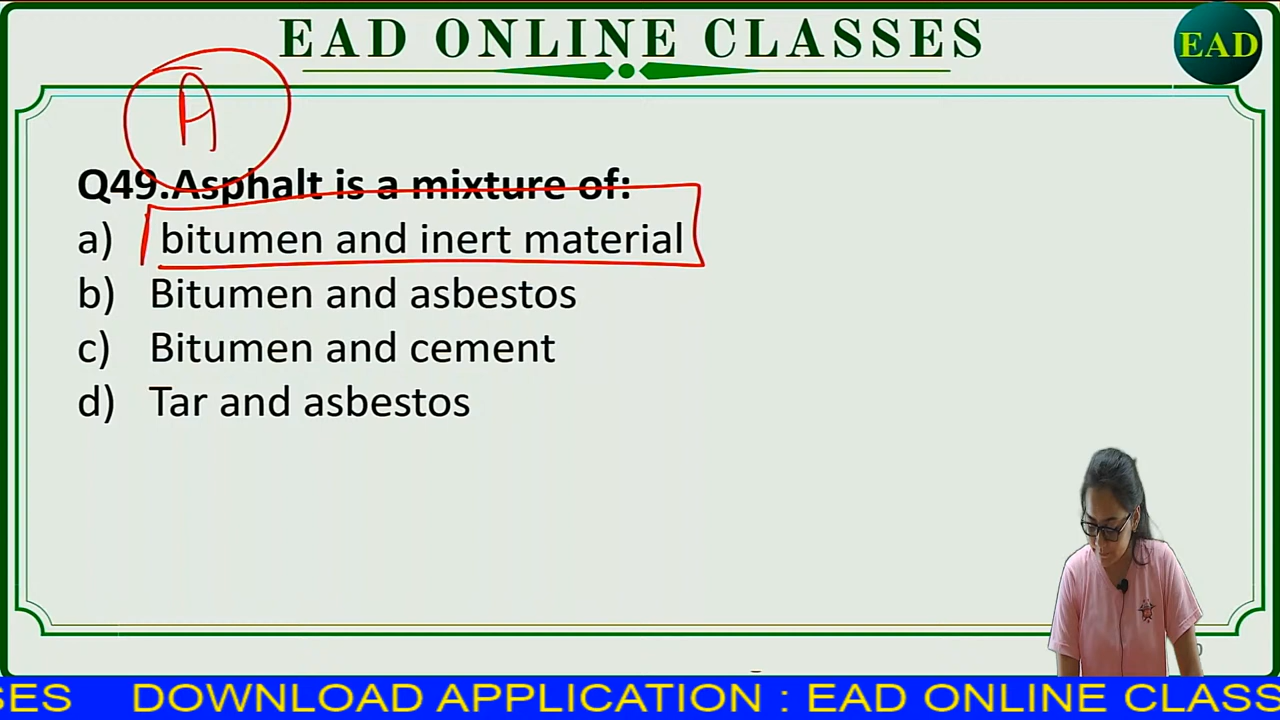 EAD ONLINE CLASSES
EAD
A
Q49.Asphalt is a mixture of:
a) bitumen and inert material
b) Bitumen and asbestos
c) Bitumen and cement
d) Tar and asbestos
SES DOWNLOAD APPLICATION : EAD ONLINE CLASS